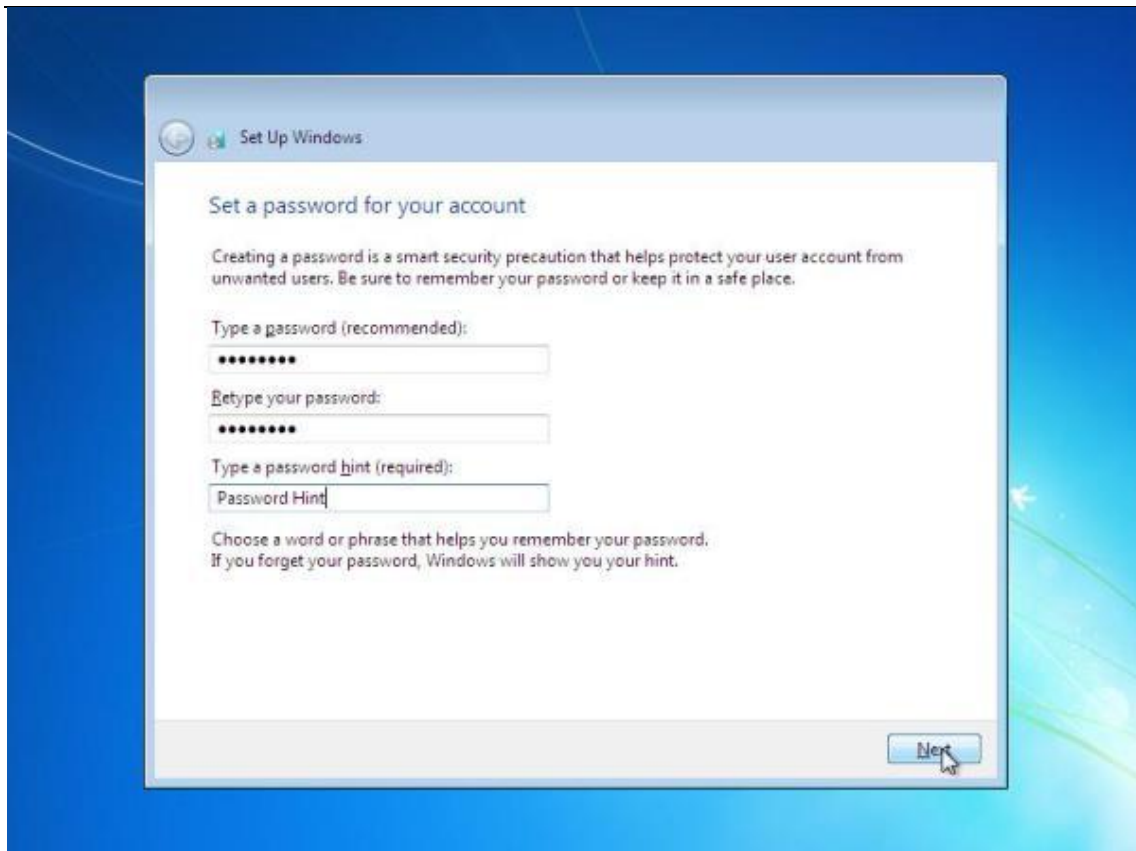 Set Up Windows
Set a password for your account
Creating a password is a smart security precaution that helps protect your user account from
unwanted users. Be sure to remember your password or keep it in a safe place.
Type a password (recommended):
••••••••
Retype your password:
••••••••
Type a password hint (required):
Password Hint
Choose a word or phrase that helps you remember your password.
If you forget your password, Windows will show you your hint.
Next